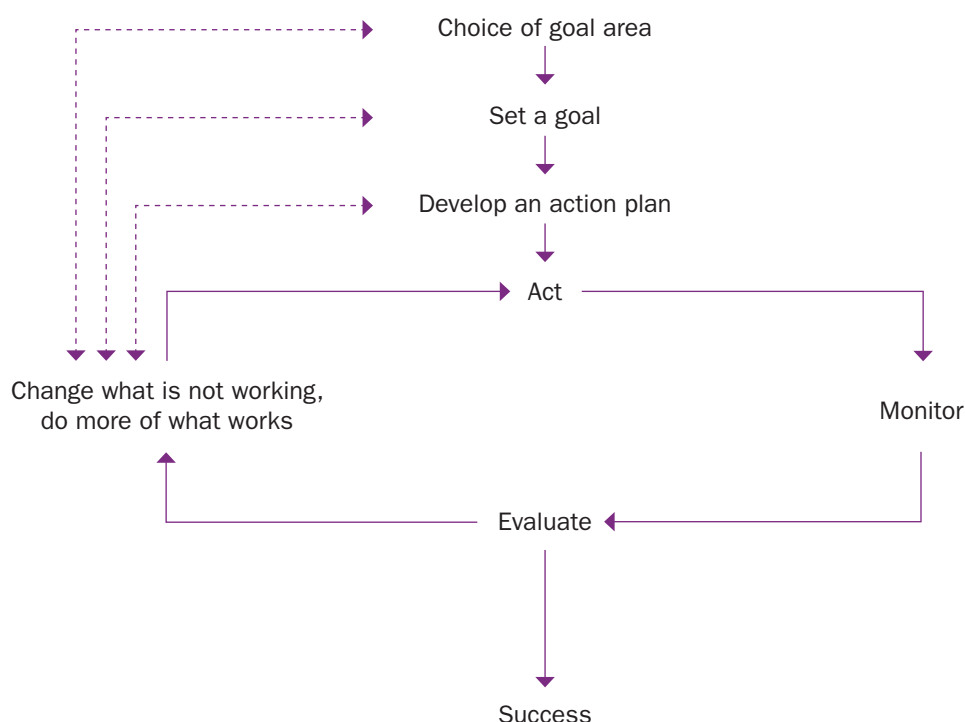 Choice of goal area
Set a goal
Develop an action plan
Act
Change what is not working,
do more of what works
Monitor
Evaluate
Success